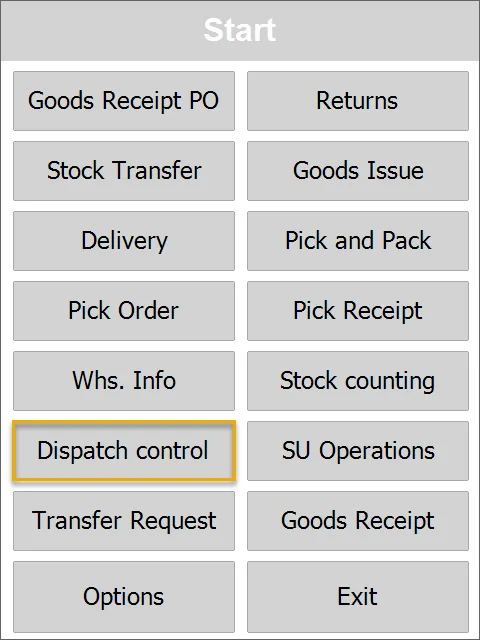 Start
Goods Receipt PO
Returns
Stock Transfer
Goods Issue
Delivery
Pick and Pack
Pick Order
Pick Receipt
Whs. Info
Stock counting
Dispatch control
SU Operations
Transfer Request
Goods Receipt
Options
Exit